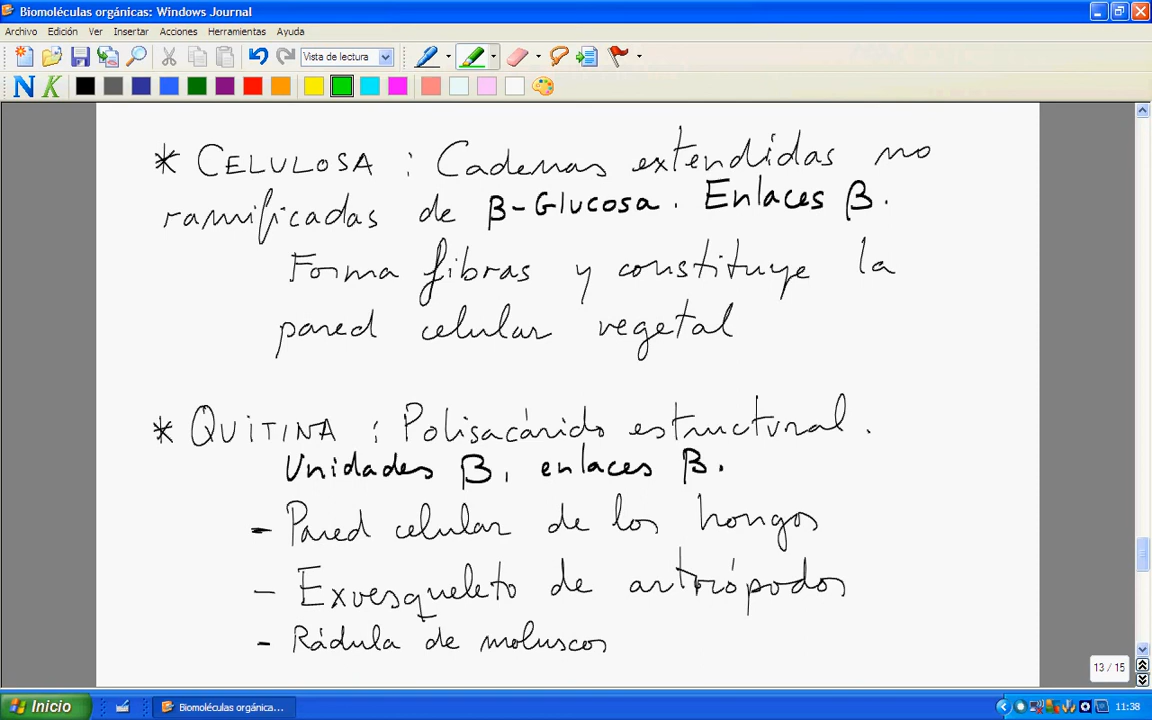 Biomoléculas orgánicas: Windows Journal
Archivo Edición Ver Insertar Acciones Herramientas Ayuda
Vista de lectura
N K
* CELULOSA : Cadenas extendidas no
ramificadas de β-Glucosa. Enlaces β.
Forma fibras y constituye la
pared celular vegetal
* QUITINA : Polisacárido estructural.
Unidades β, enlaces β.
- Pared celular de los hongos
- Exoesqueleto de artrópodos
- Rádula de moluscos
13 / 15
Inicio Biomoléculas orgánica... 11:38